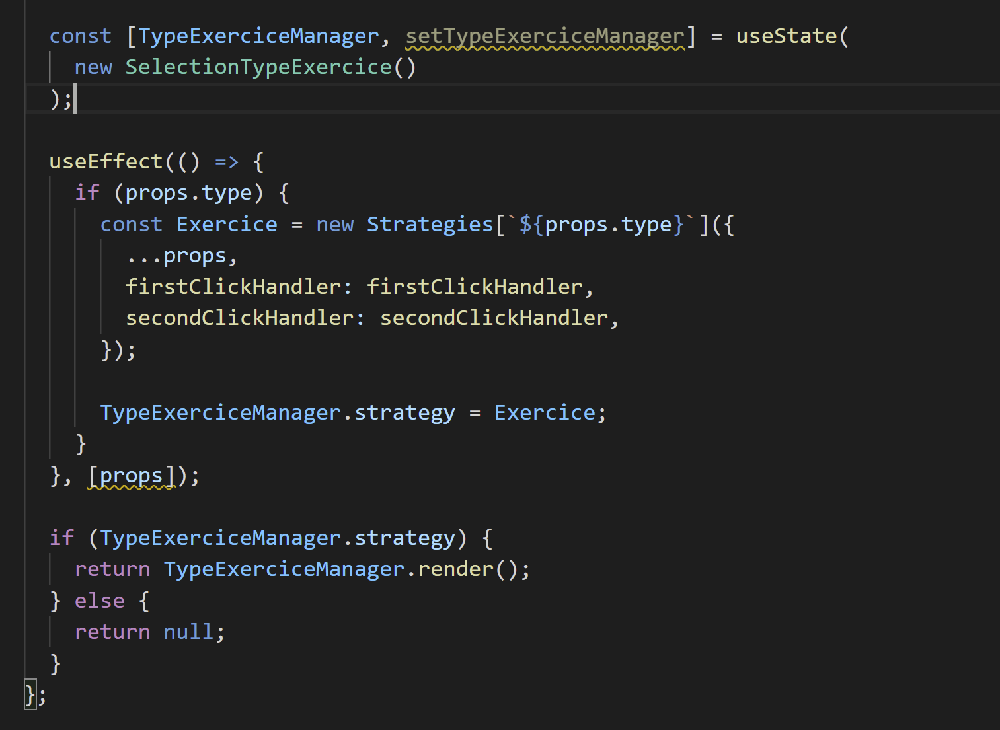 const [TypeExerciceManager, setTypeExerciceManager] = useState(
new SelectionTypeExercice()
);
useEffect(() => {
if (props.type) {
const Exercice = new Strategies[`${props.type}`]({
...props,
firstClickHandler: firstClickHandler,
secondClickHandler: secondClickHandler,
});
TypeExerciceManager.strategy = Exercice;
}
}, [props]);
if (TypeExerciceManager.strategy) {
return TypeExerciceManager.render();
} else {
return null;
}
};